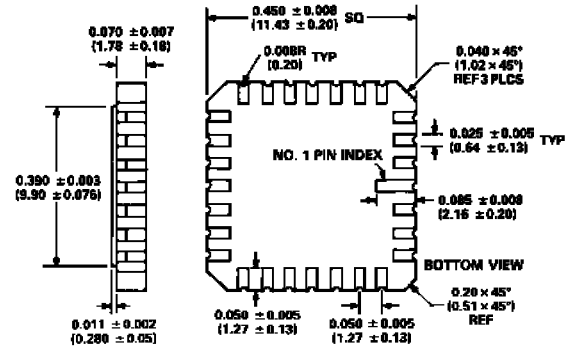 0.450 ± 0.008
(11.43 ± 0.20) SQ
0.070 ± 0.007
(1.78 ± 0.18)
0.008R TYP
(0.20)
0.040 × 45°
(1.02 × 45°)
REF 3 PLCS
0.025 ± 0.005
(0.64 ± 0.13) TYP
NO. 1 PIN INDEX
0.390 ± 0.003
(9.90 ± 0.076)
0.085 ± 0.008
(2.16 ± 0.20)
BOTTOM VIEW
0.20 × 45°
(0.51 × 45°)
REF
0.011 ± 0.002
(0.280 ± 0.05)
0.050 ± 0.005
(1.27 ± 0.13)
0.050 ± 0.005
(1.27 ± 0.13)